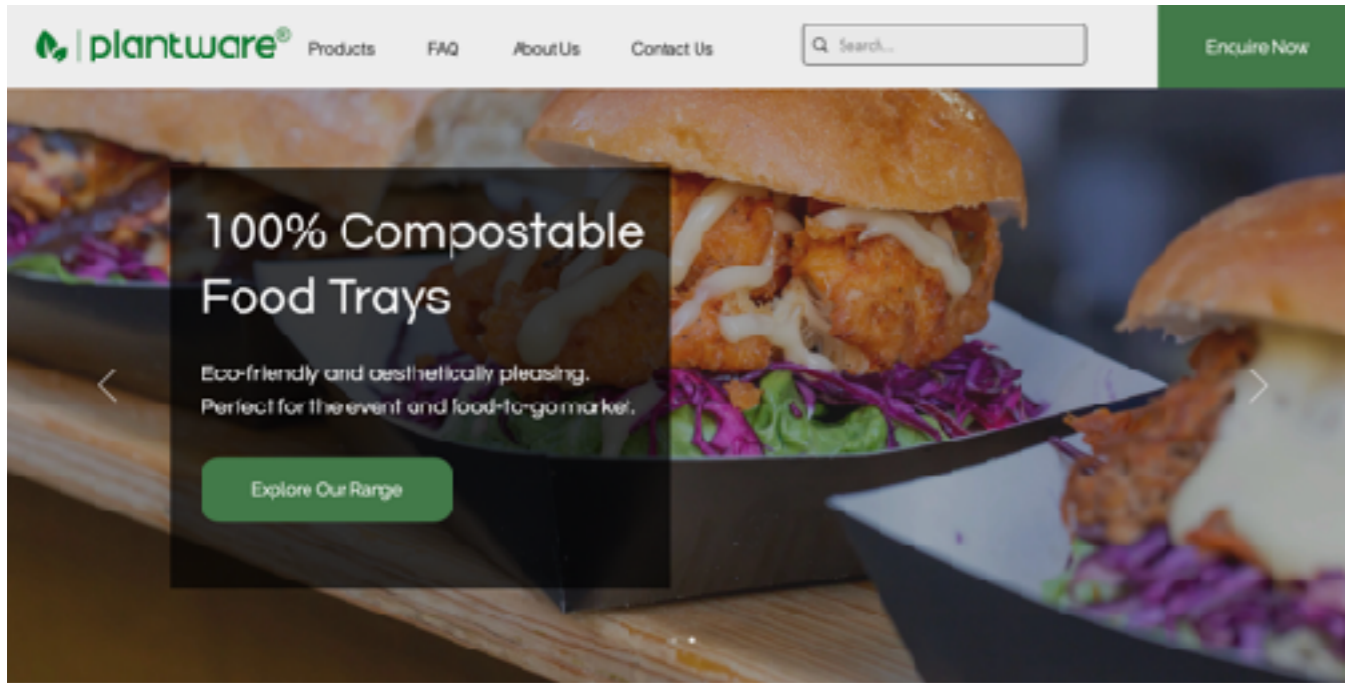 plantware®
Products FAQ About Us Contact Us Search... Enquire Now
100% Compostable
Food Trays
Eco-friendly and aesthetically pleasing.
Perfect for the event and food-to-go market.
Explore Our Range